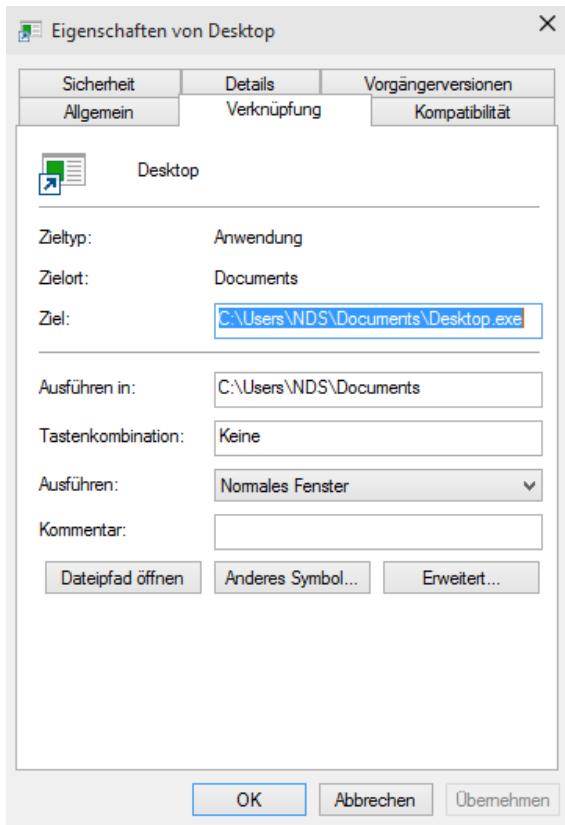 Eigenschaften von Desktop
Sicherheit Details Vorgängerversionen
Allgemein Verknüpfung Kompatibilität
Desktop
Zieltyp: Anwendung
Zielort: Documents
Ziel: C:\Users\NDS\Documents\Desktop.exe
Ausführen in: C:\Users\NDS\Documents
Tastenkombination: Keine
Ausführen: Normales Fenster
Kommentar:
Dateipfad öffnen Anderes Symbol... Erweitert...
OK Abbrechen Übernehmen